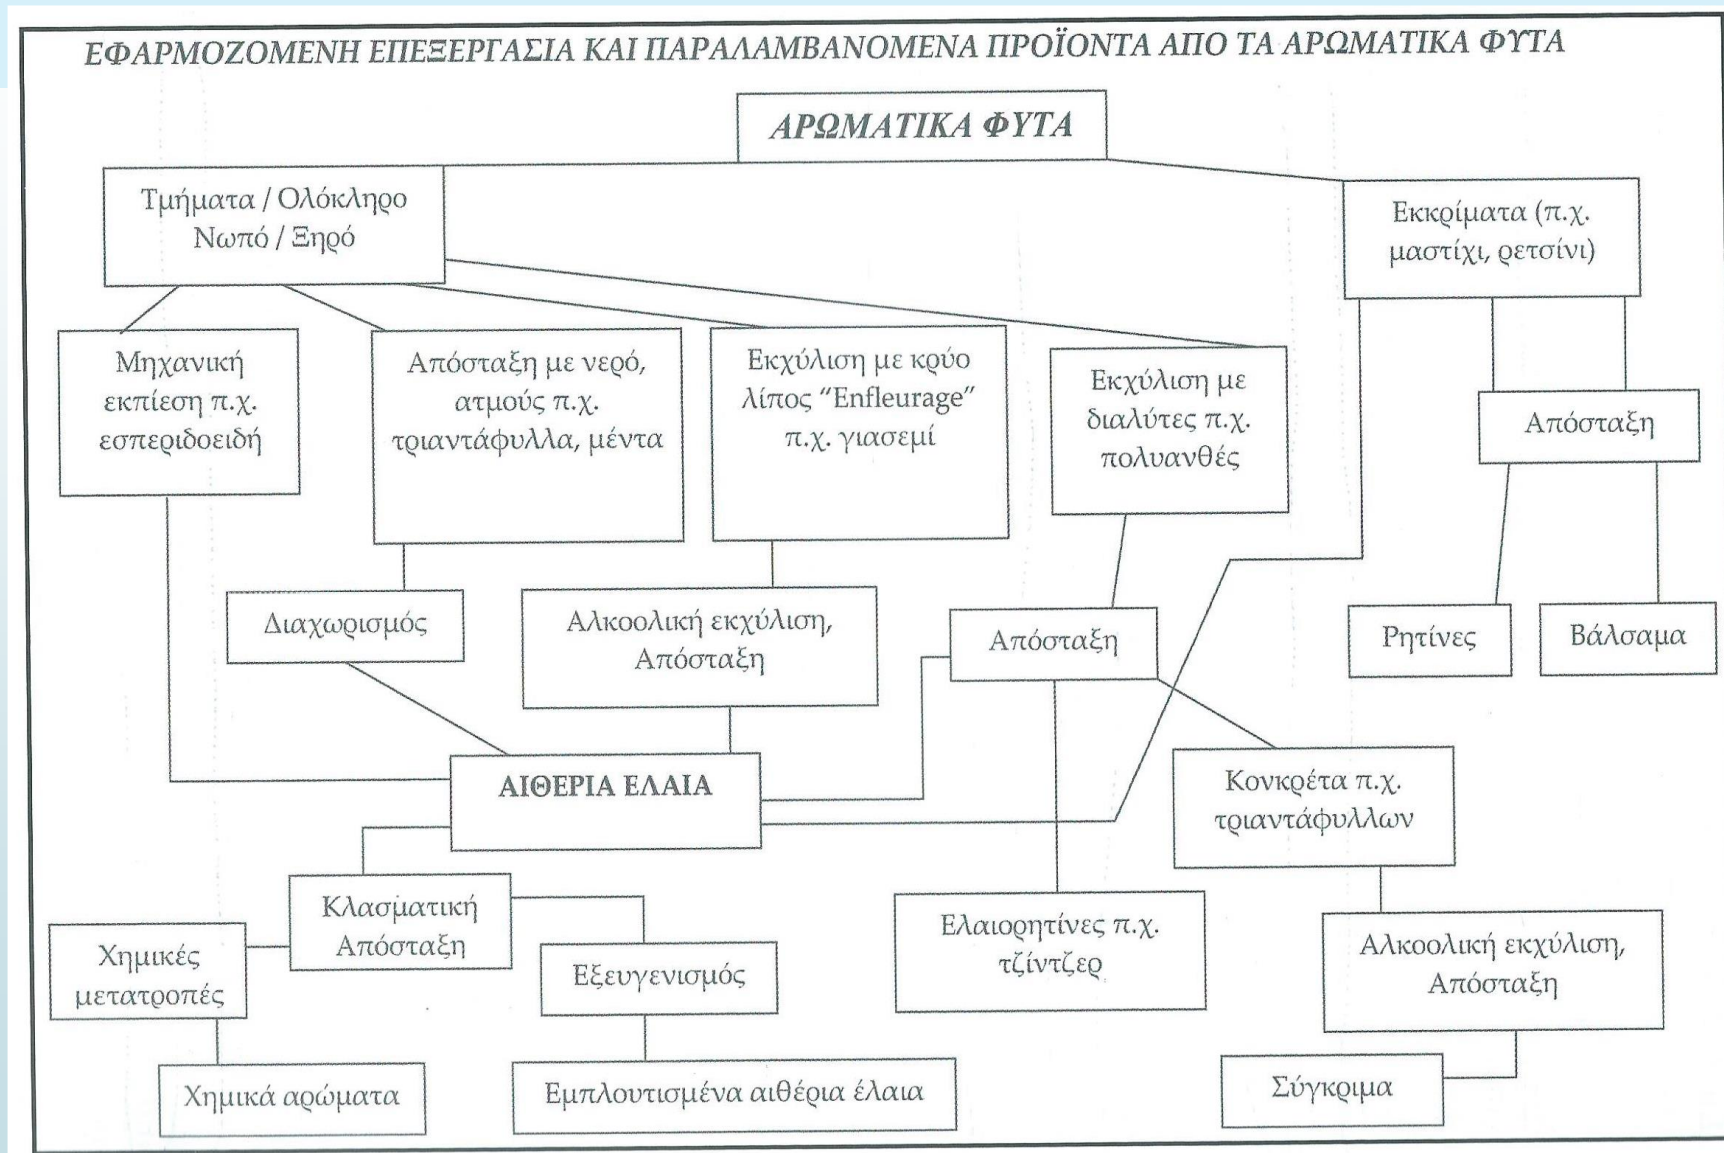 ΕΦΑΡΜΟΖΟΜΕΝΗ ΕΠΕΞΕΡΓΑΣΙΑ ΚΑΙ ΠΑΡΑΛΑΜΒΑΝΟΜΕΝΑ ΠΡΟΪΟΝΤΑ ΑΠΟ ΤΑ ΑΡΩΜΑΤΙΚΑ ΦΥΤΑ
ΑΡΩΜΑΤΙΚΑ ΦΥΤΑ
Τμήματα / Ολόκληρο
Νωπό / Ξηρό
Εκκρίματα (π.χ.
μαστίχι, ρετσίνι)
Μηχανική
εκπίεση π.χ.
εσπεριδοειδή
Απόσταξη με νερό,
ατμούς π.χ.
τριαντάφυλλα, μέντα
Εκχύλιση με κρύο
λίπος “Enfleurage”
π.χ. γιασεμί
Εκχύλιση με
διαλύτες π.χ.
πολυανθές
Απόσταξη
Διαχωρισμός
Αλκοολική εκχύλιση,
Απόσταξη
Απόσταξη
Ρητίνες
Βάλσαμα
ΑΙΘΕΡΙΑ ΕΛΑΙΑ
Κονκρέτα π.χ.
τριαντάφυλλων
Κλασματική
Απόσταξη
Χημικές
μετατροπές
Εξευγενισμός
Ελαιορητίνες π.χ.
τζίντζερ
Αλκοολική εκχύλιση,
Απόσταξη
Χημικά αρώματα
Εμπλουτισμένα αιθέρια έλαια
Σύγκριμα